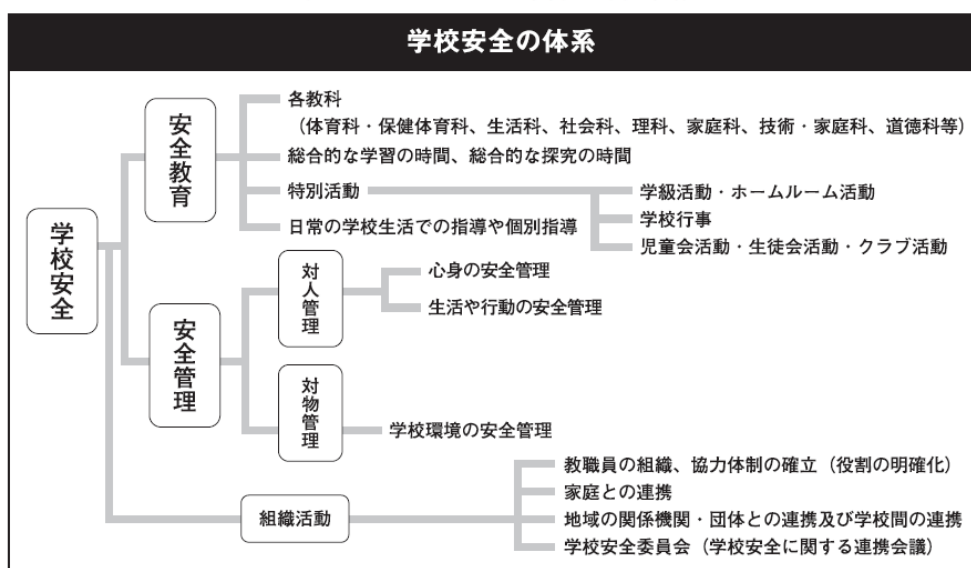 学校安全の体系
学校安全
安全教育
各教科
(体育科・保健体育科、生活科、社会科、理科、家庭科、技術・家庭科、道徳科等)
総合的な学習の時間、総合的な探究の時間
特別活動
学級活動・ホームルーム活動
学校行事
児童会活動・生徒会活動・クラブ活動
日常の学校生活での指導や個別指導
安全管理
対人管理
心身の安全管理
生活や行動の安全管理
対物管理
学校環境の安全管理
組織活動
教職員の組織、協力体制の確立(役割の明確化)
家庭との連携
地域の関係機関・団体との連携及び学校間の連携
学校安全委員会(学校安全に関する連携会議)